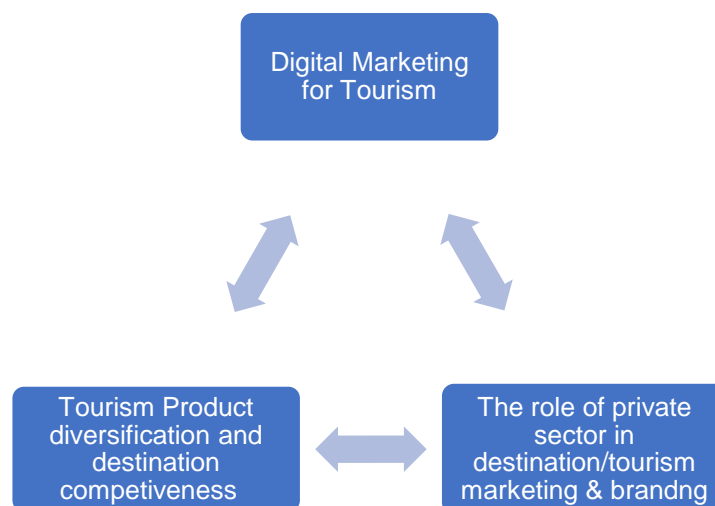 Digital Marketing
for Tourism
Tourism Product
diversification and
destination
competiveness
The role of private
sector in
destination/tourism
marketing & brandng